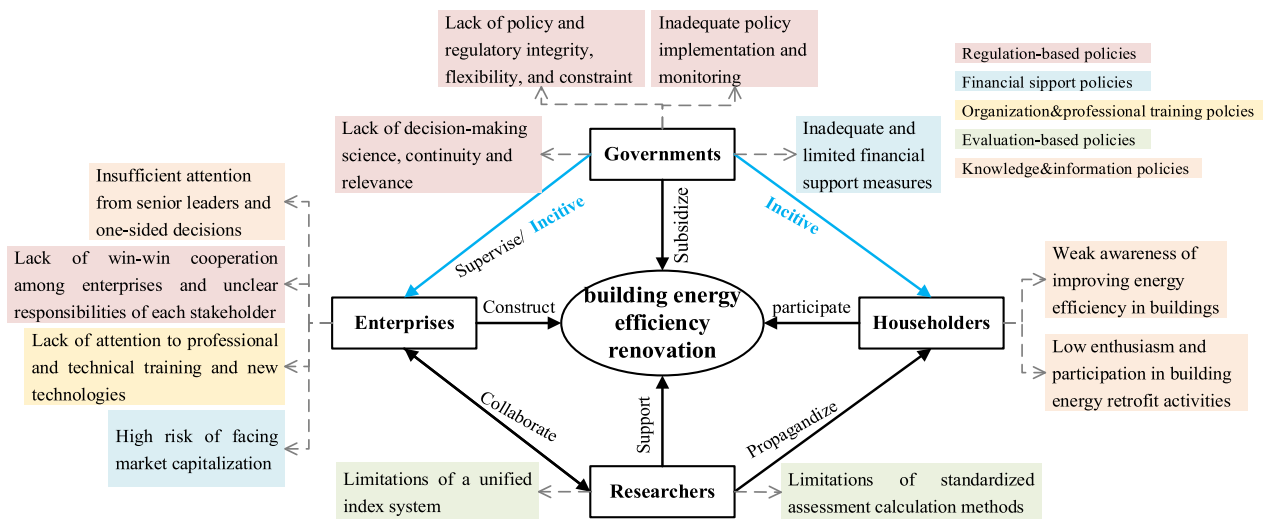 Lack of policy and
regulatory integrity,
flexibility, and constraint
Inadequate policy
implementation and
monitoring
Regulation-based policies
Financial sipport policies
Organization&professional training polcies
Evaluation-based policies
Knowledge&information policies
Lack of decision-making
science, continuity and
relevance
Governments
Inadequate and
limited financial
support measures
Insufficient attention
from senior leaders and
one-sided decisions
Supervise/ Incitive
Subsidize
Incitive
Lack of win-win cooperation
among enterprises and unclear
responsibilities of each stakeholder
Weak awareness of
improving energy
efficiency in buildings
Enterprises
Construct
building energy
efficiency
renovation
participate
Householders
Lack of attention to professional
and technical training and new
technologies
Low enthusiasm and
participation in building
energy retrofit activities
High risk of facing
market capitalization
Collaborate
Support
Propagandize
Limitations of a unified
index system
Researchers
Limitations of standardized
assessment calculation methods